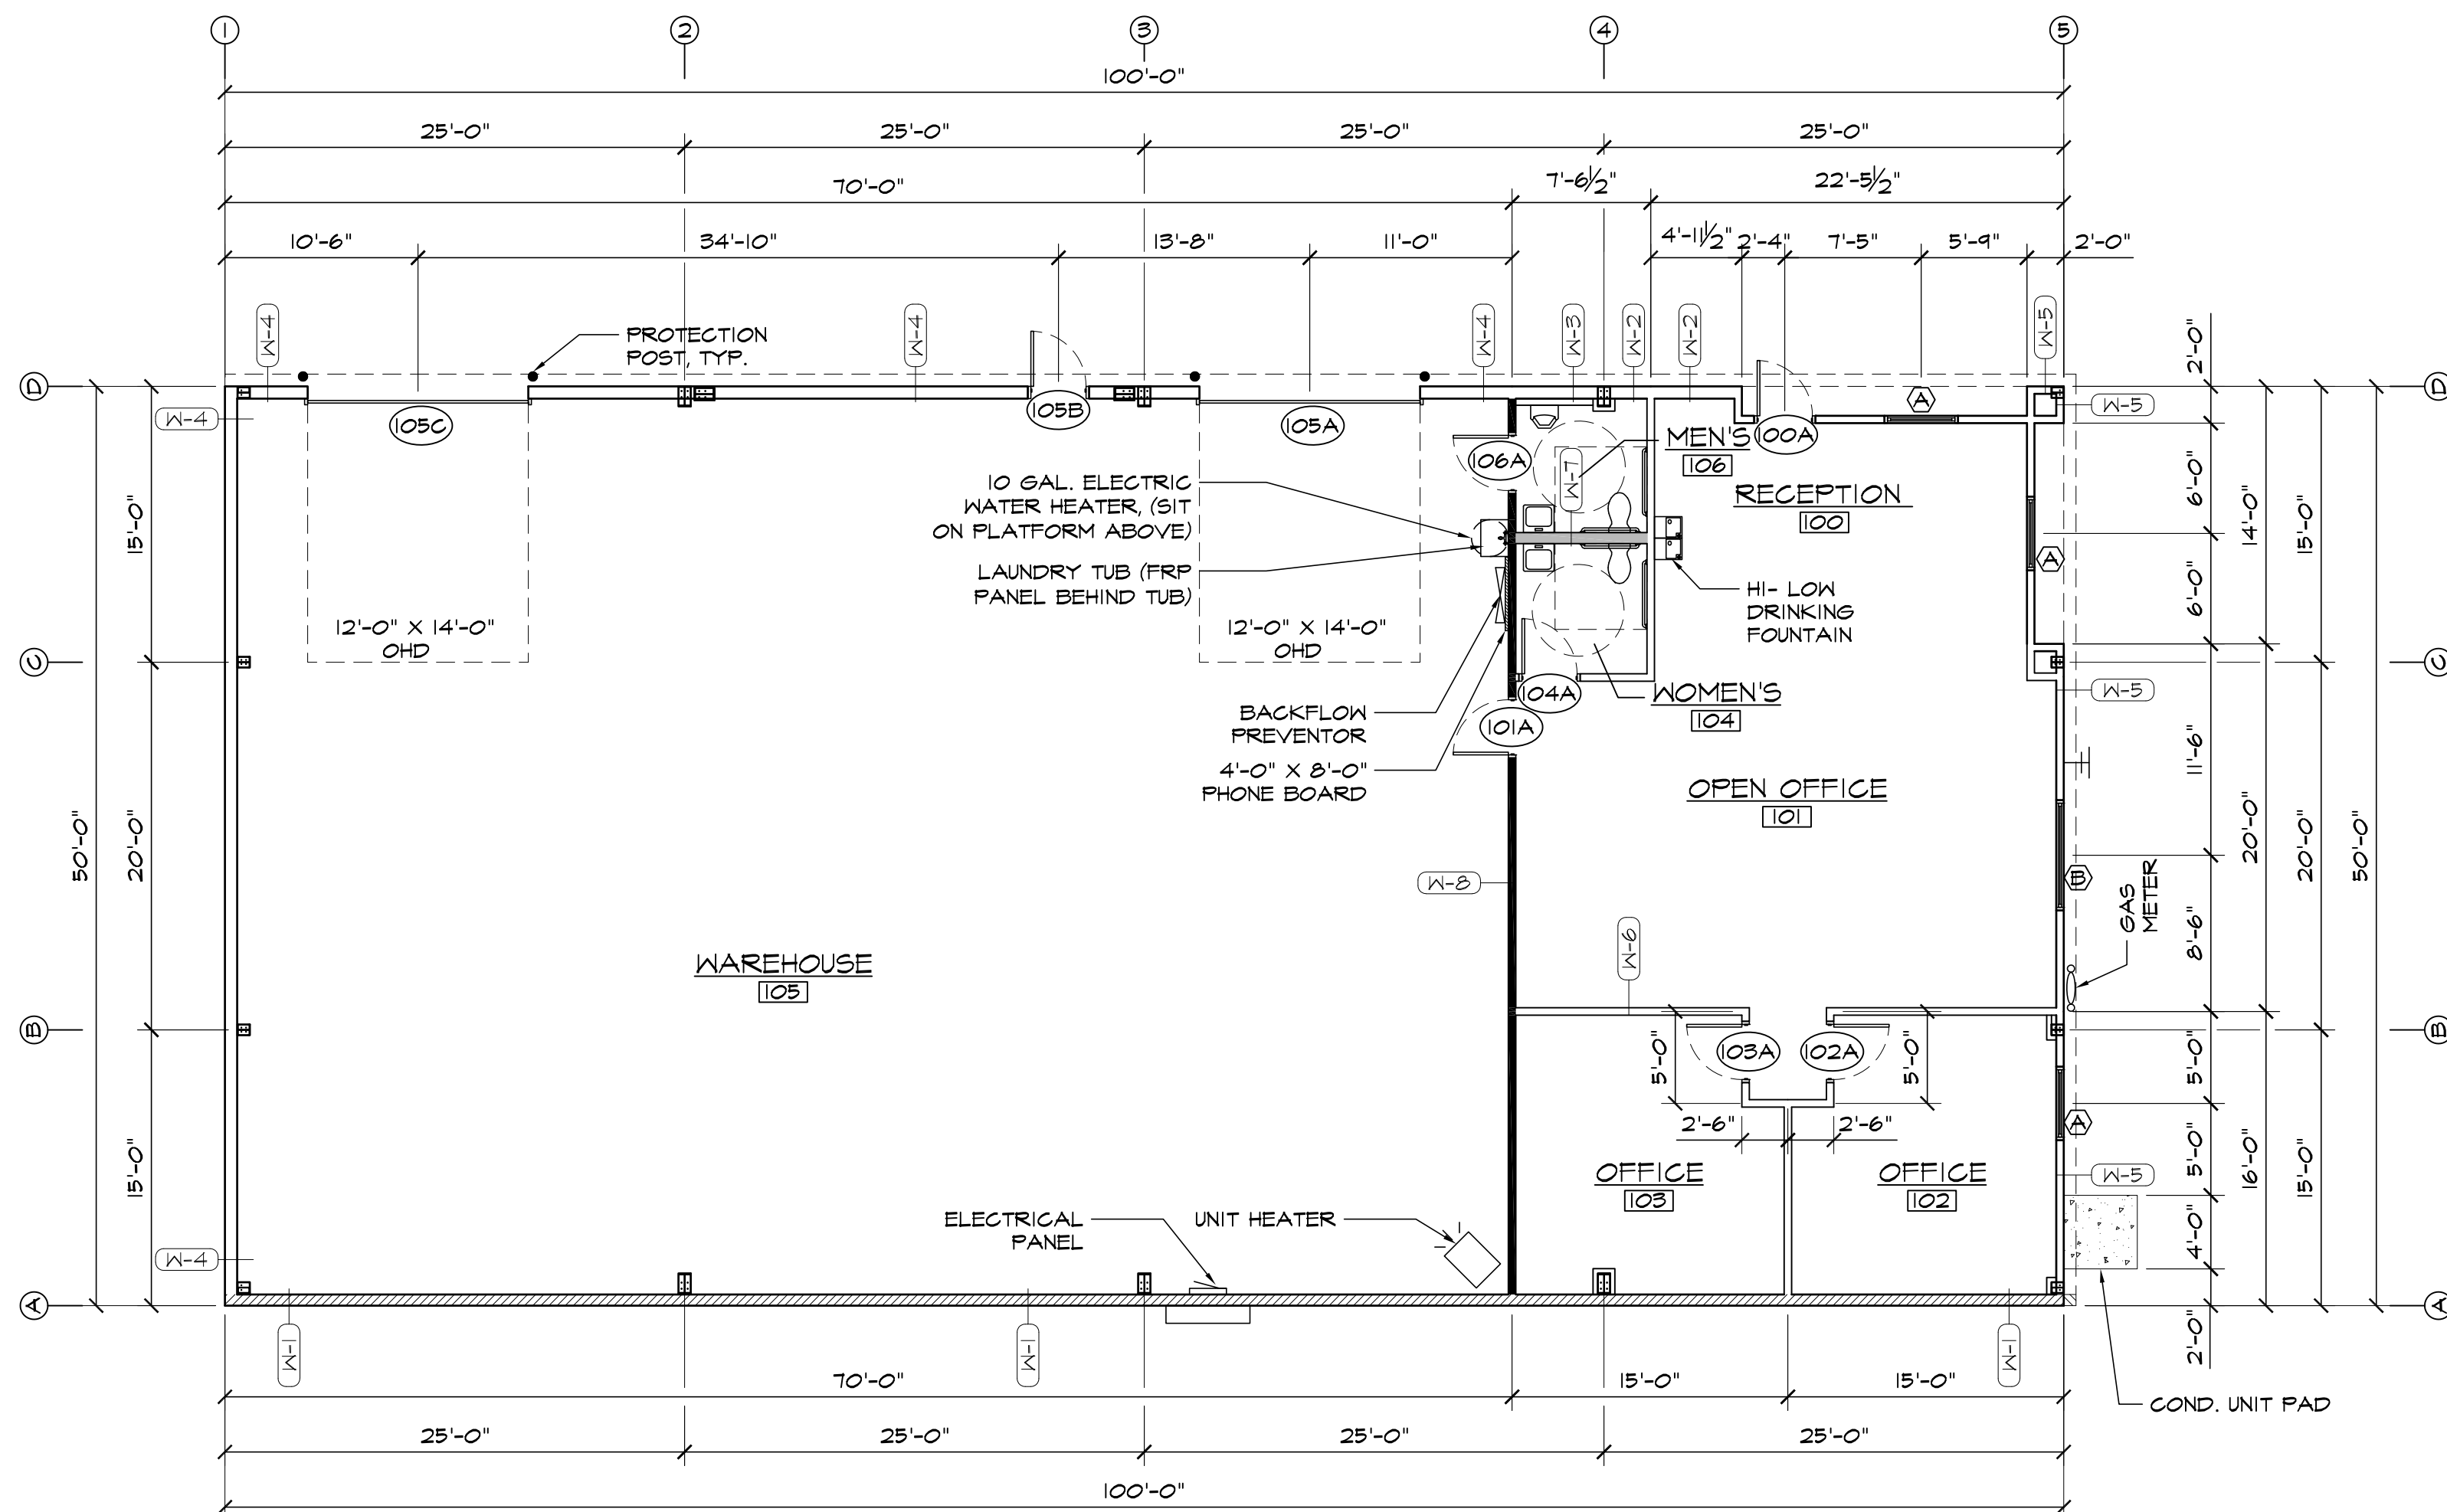 1 2 3 4 5
100'-0"
25'-0" 25'-0" 25'-0" 25'-0"
70'-0" 7'-6 1/2" 22'-5 1/2"
10'-6" 34'-10" 13'-8" 11'-0" 4'-11 1/2" 2'-4" 7'-5" 5'-9" 2'-0"
W-4 W-4 W-4 W-3 W-2 W-2 W-5
PROTECTION
POST, TYP.
D D
2'-0"
W-4
105C
105B
105A
106A
100A
A
W-5
MEN'S
106
W-7
RECEPTION
100
10 GAL. ELECTRIC
WATER HEATER, (SIT
ON PLATFORM ABOVE)
LAUNDRY TUB (FRP
PANEL BEHIND TUB)
HI- LOW
DRINKING
FOUNTAIN
A
15'-0"
6'-0"
6'-0"
14'-0"
15'-0"
12'-0" X 14'-0"
OHD
12'-0" X 14'-0"
OHD
C C
104A
WOMEN'S
104
101A
W-5
BACKFLOW
PREVENTOR
4'-0" X 8'-0"
PHONE BOARD
OPEN OFFICE
101
50'-0"
20'-0"
11'-6"
20'-0"
20'-0"
50'-0"
W-8
B
GAS
METER
W-6
8'-6"
WAREHOUSE
105
B B
103A 102A
5'-0" 5'-0"
5'-0"
2'-6" 2'-6"
A
15'-0"
OFFICE
103
OFFICE
102
W-5
5'-0"
16'-0"
15'-0"
ELECTRICAL
PANEL
UNIT HEATER
4'-0"
W-4
A A
W-1 W-1 W-1
2'-0"
70'-0" 15'-0" 15'-0"
COND. UNIT PAD
25'-0" 25'-0" 25'-0" 25'-0"
100'-0"